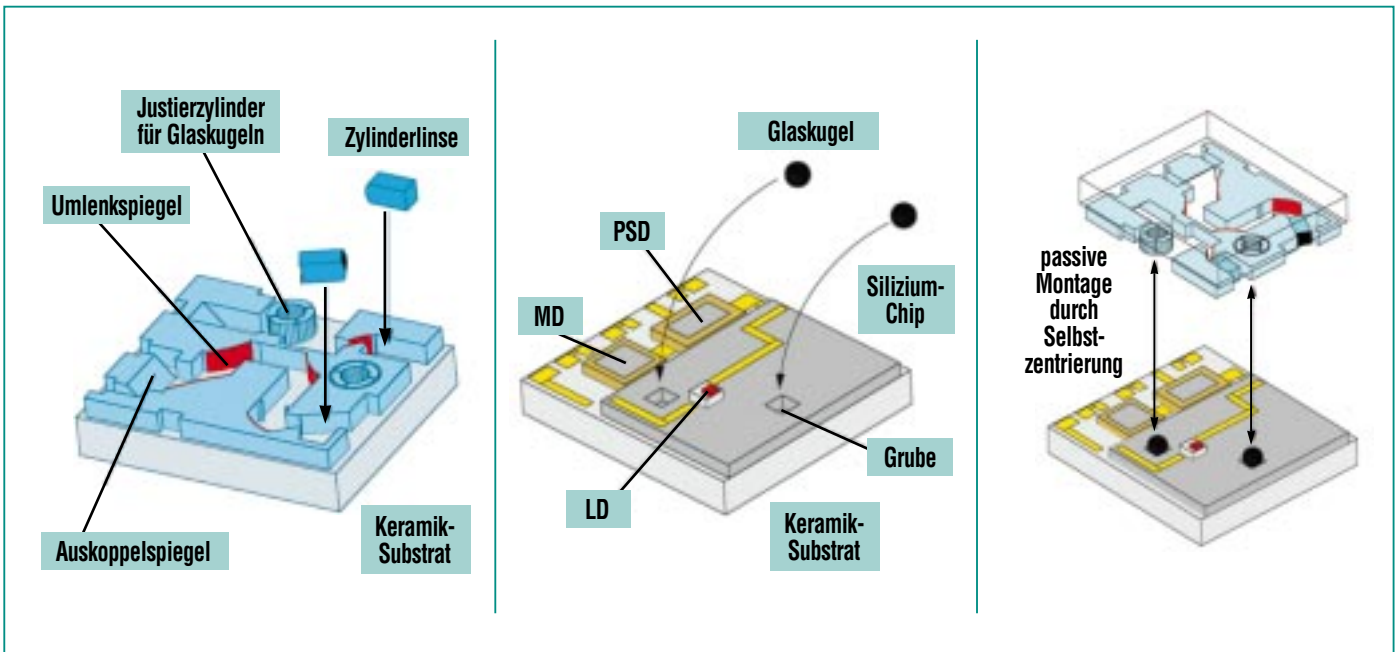 Justierzylinder
für Glaskugeln
Zylinderlinse
Umlenkspiegel
Auskoppelspiegel
Keramik-
Substrat
Glaskugel
PSD
Silizium-
Chip
MD
Grube
LD
Keramik-
Substrat
passive
Montage
durch
Selbst-
zentrierung